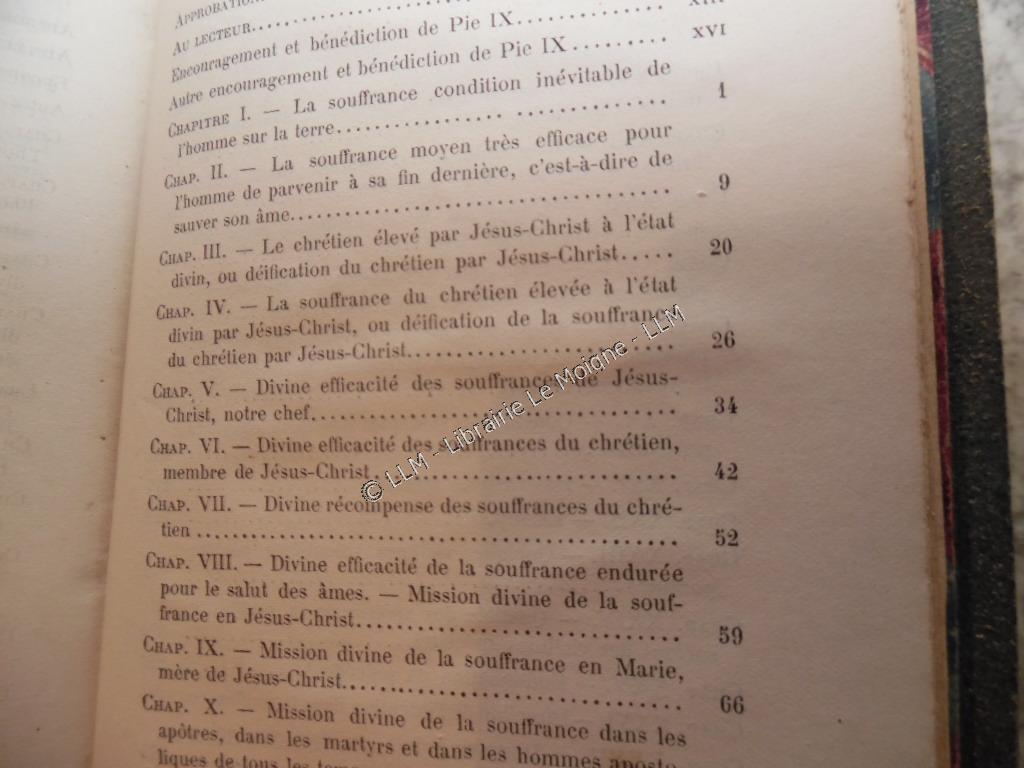 APPROBATION
AU LECTEUR
Encouragement et bénédiction de Pie IX
Autre encouragement et bénédiction de Pie IX XVI
CHAPITRE I. — La souffrance condition inévitable de
l'homme sur la terre 1
CHAP. II. — La souffrance moyen très efficace pour
l'homme de parvenir à sa fin dernière, c'est-à-dire de
sauver son âme 9
CHAP. III. — Le chrétien élevé par Jésus-Christ à l'état
divin, ou déification du chrétien par Jésus-Christ 20
CHAP. IV. — La souffrance du chrétien élevée à l'état
divin par Jésus-Christ, ou déification de la souffrance
du chrétien par Jésus-Christ 26
CHAP. V. — Divine efficacité des souffrances de Jésus-
Christ, notre chef 34
CHAP. VI. — Divine efficacité des souffrances du chrétien,
membre de Jésus-Christ 42
CHAP. VII. — Divine récompense des souffrances du chré-
tien 52
CHAP. VIII. — Divine efficacité de la souffrance endurée
pour le salut des âmes. — Mission divine de la souf-
france en Jésus-Christ 59
CHAP. IX. — Mission divine de la souffrance en Marie,
mère de Jésus-Christ 66
CHAP. X. — Mission divine de la souffrance dans les
apôtres, dans les martyrs et dans les hommes aposto-
liques de tous les temps
© LLM - Librairie Le Moigne - LLM